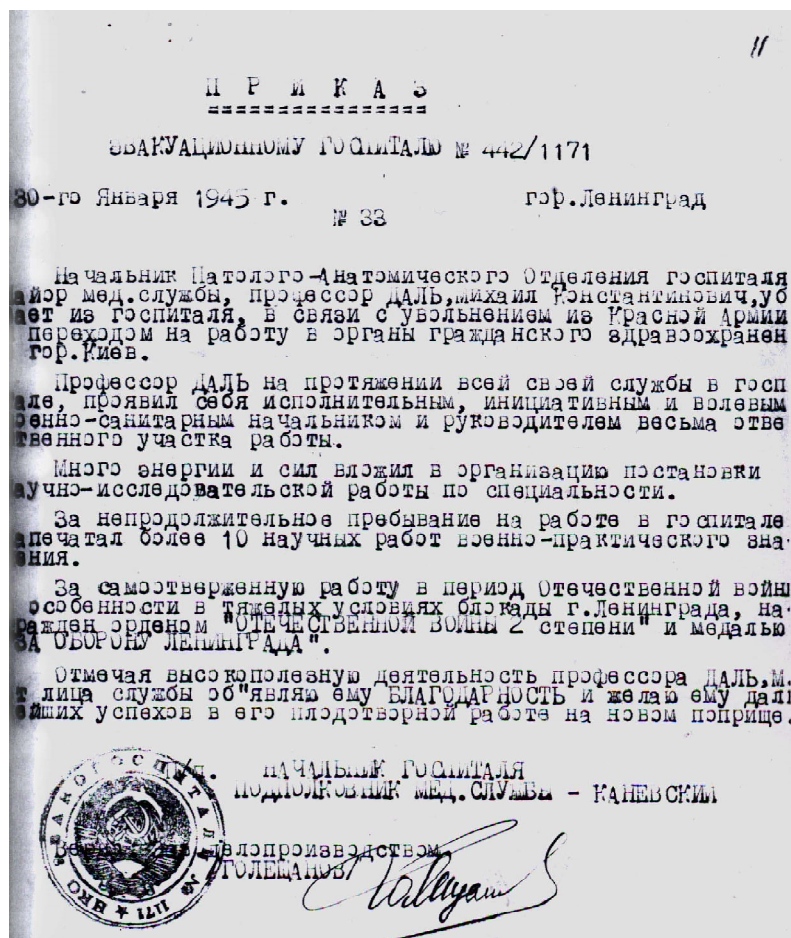 11
П Р И К А З
ЭВАКУАЦИОННОМУ ГОСПИТАЛЮ № 442/1171
30-го Января 1945 г. гор.Ленинград
№ 33
Начальник Патолого-Анатомического Отделения госпиталя
айор мед.службы, профессор ДАЛЬ,михаил Константинович,уб
ает из госпиталя, в связи с увольнением из Красной Армии
переходом на работу в органы гражданского здравоохранен
гор.Киев.
Профессор ДАЛЬ на протяжении всей своей службы в госп
але, проявил себя исполнительным, инициативным и волевым
оенно-санитарным начальником и руководителем весьма отве
твенного участка работы.
Много энергии и сил вложил в организацию постановки
аучно-исследовательской работы по специальности.
За непродолжительное пребывание на работе в госпитале
апечатал более 10 научных работ военно-практического зна-
ения.
За самоотверженную работу в период Отечественной войны
особенности в тяжелых условиях блокады г.Ленинграда, на-
ражден орденом "ОТЕЧЕСТВЕННОЙ ВОЙНЫ 2 степени" и медалью
ЗА ОБОРОНУ ЛЕНИНГРАДА".
Отмечая высокополезную деятельность профессора ДАЛЬ,М.
т лица службы об"являю ему БЛАГОДАРНОСТЬ и желаю ему даль
ейших успехов в его плодотворной работе на новом поприще.
п/п. НАЧАЛЬНИК ГОСПИТАЛЯ
ПОДПОЛКОВНИК МЕД.СЛУЖБЫ - КАНЕВСКИЙ
делопроизводством
/ГОЛЕЩАНОВ/
ЭВАКОГОСПИТАЛЬ № 1171 ★ НКО